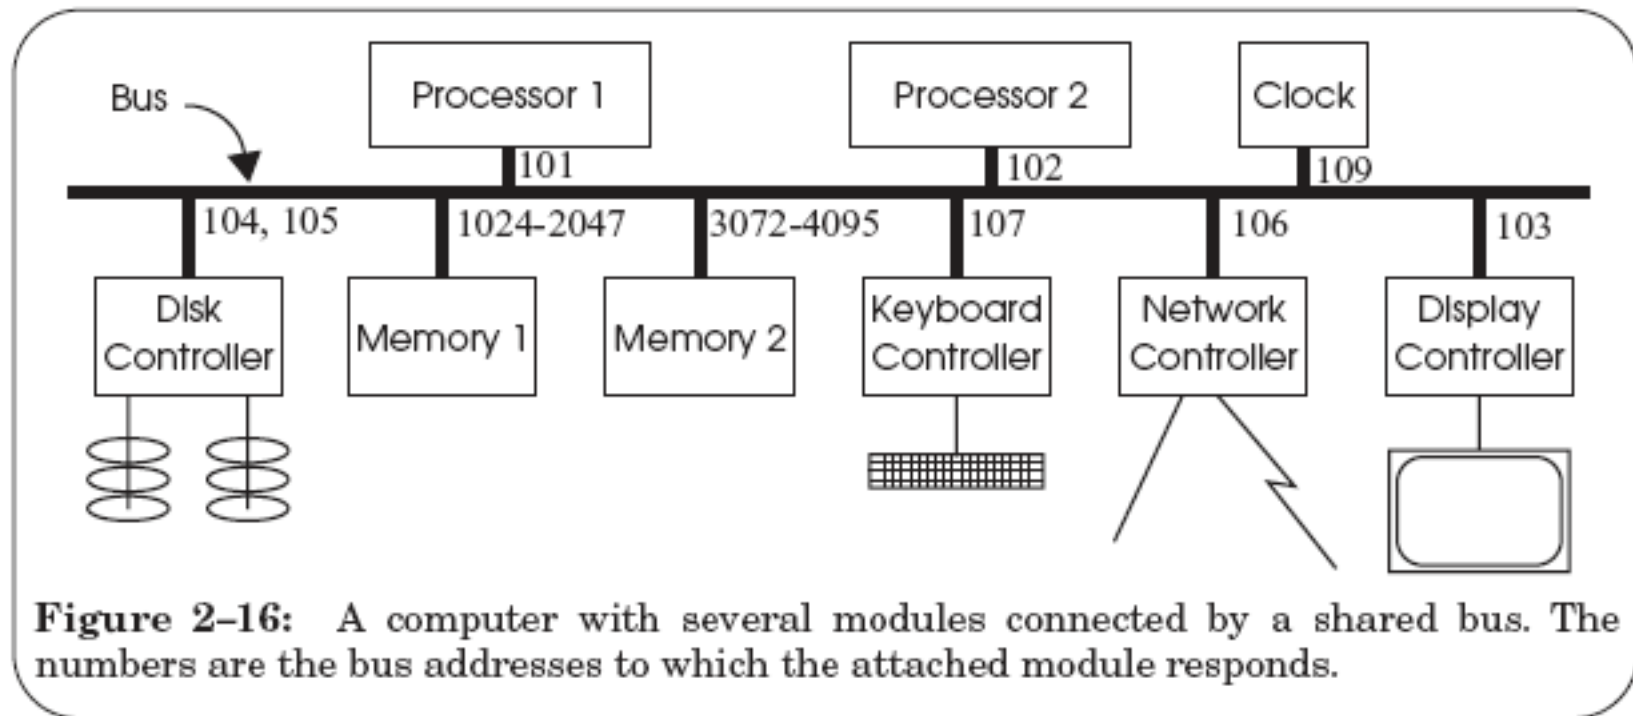 Processor 1
Processor 2
Clock
Bus
101
102
109
104, 105
1024-2047
3072-4095
107
106
103
Disk
Controller
Memory 1
Memory 2
Keyboard
Controller
Network
Controller
Display
Controller
Figure 2–16: A computer with several modules connected by a shared bus. The
numbers are the bus addresses to which the attached module responds.